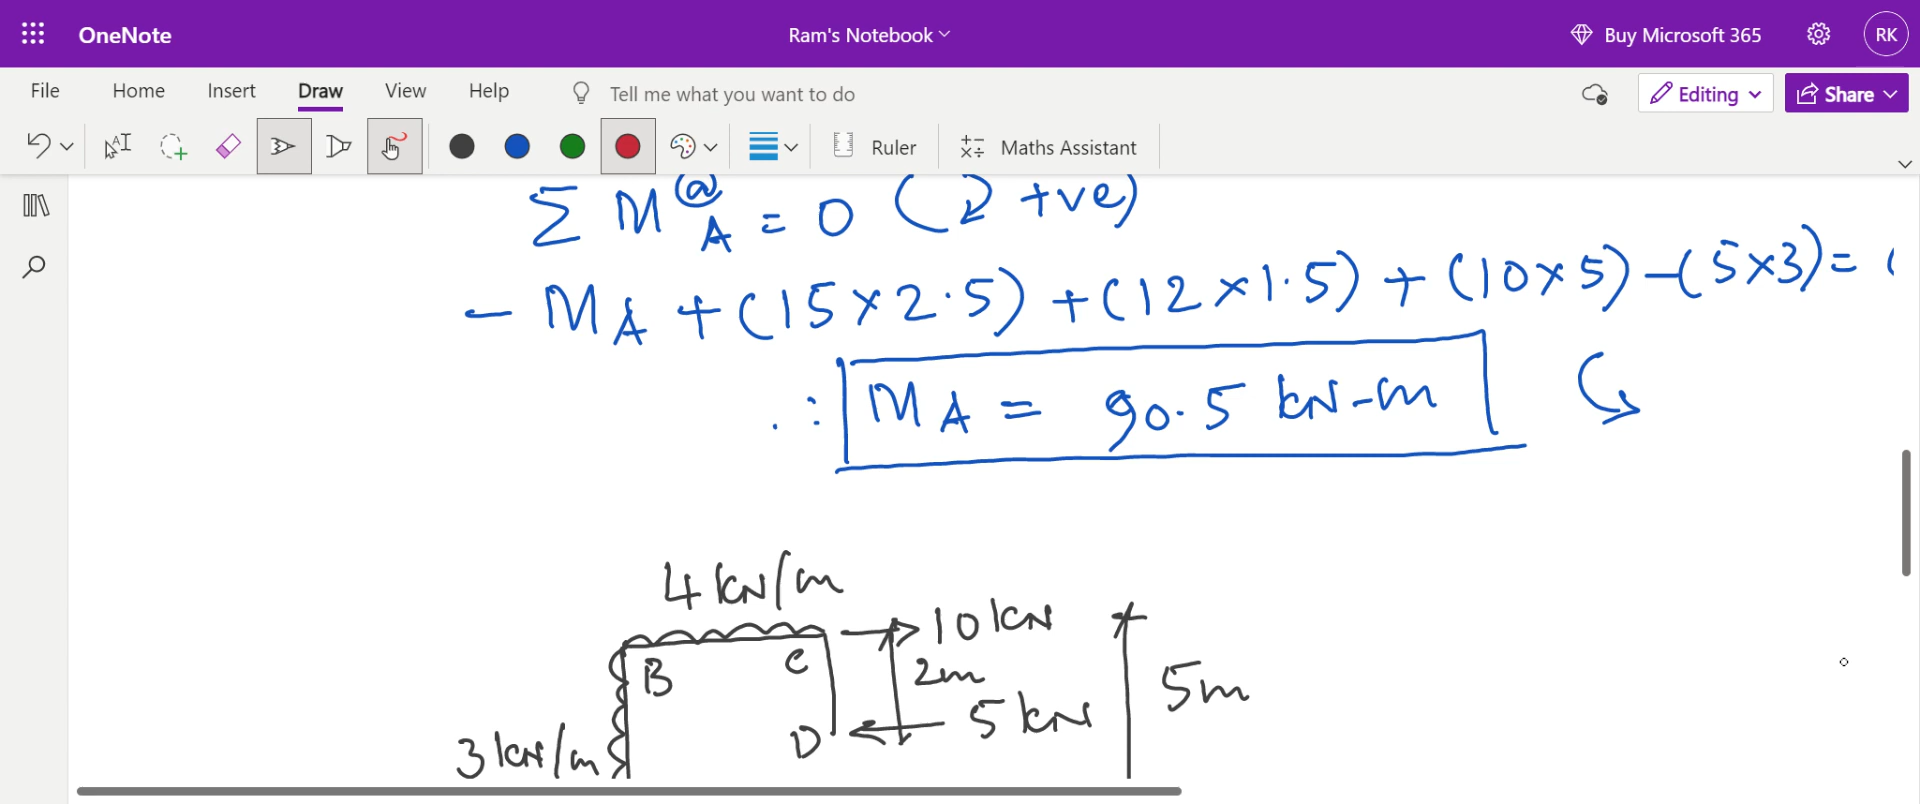 OneNote
Ram's Notebook
Buy Microsoft 365
RK
File Home Insert Draw View Help
Tell me what you want to do
Editing
Share
Ruler
Maths Assistant
Σ M@A = 0 (↻ +ve)
- MA + (15 × 2.5) + (12 × 1.5) + (10 × 5) - (5 × 3) =
∴ MA = 90.5 kN-m
4 kN/m
10 kN
B C 2m
5m
5 kN
D
3 kN/m